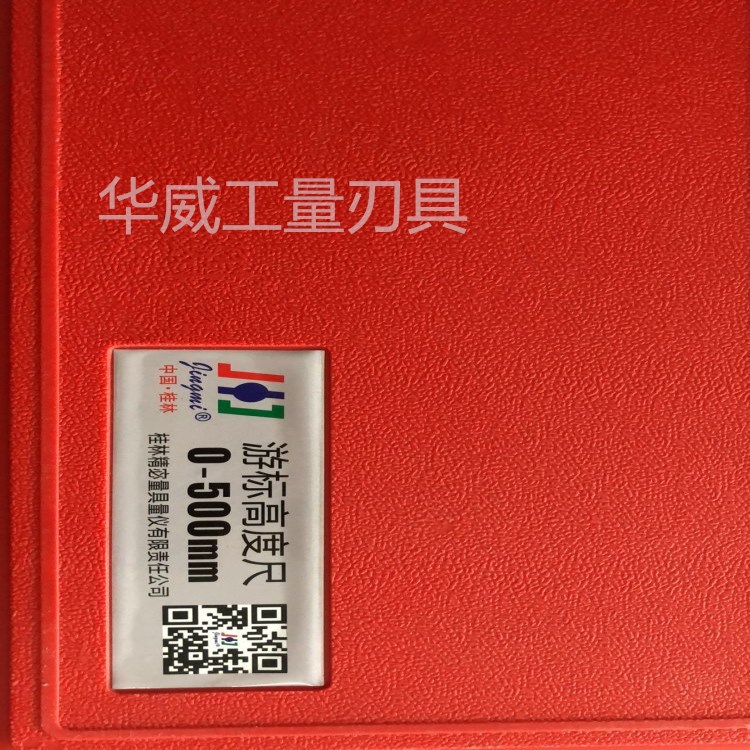 华威工量刃具
Jingmi®
中国·桂林
游标高度尺
0-500mm
桂林精必量具量仪有限责任公司